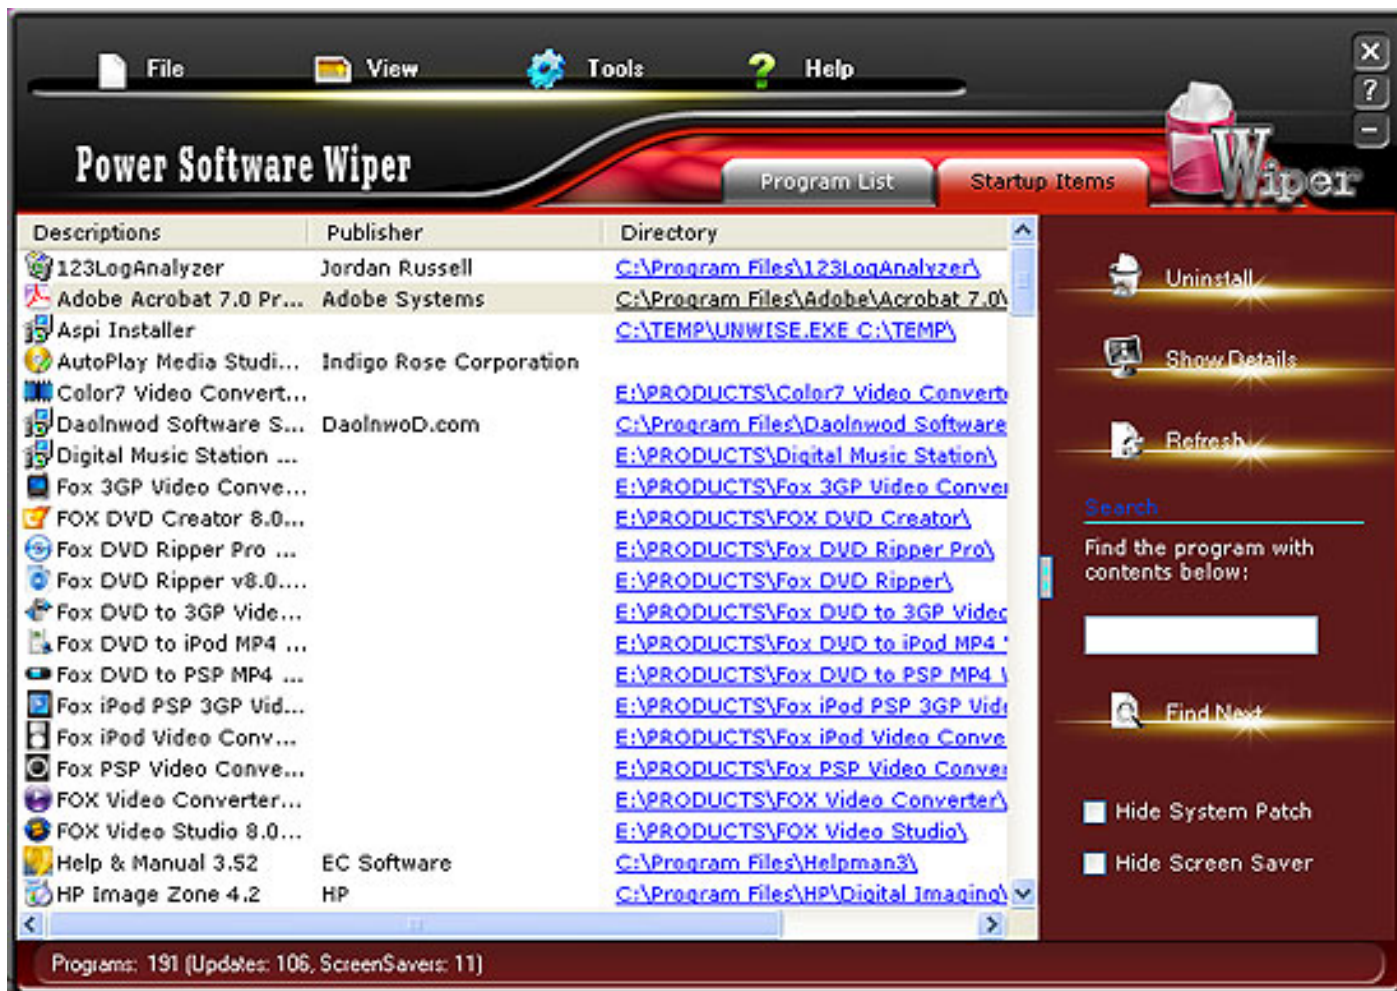 File View Tools Help
?
Power Software Wiper
Program List Startup Items
Wiper
Descriptions Publisher Directory
123LogAnalyzer Jordan Russell C:\Program Files\123LogAnalyzer\
Adobe Acrobat 7.0 Pr... Adobe Systems C:\Program Files\Adobe\Acrobat 7.0\
Aspi Installer C:\TEMP\UNWISE.EXE C:\TEMP\
AutoPlay Media Studi... Indigo Rose Corporation
Color7 Video Convert... E:\PRODUCTS\Color7 Video Converte
Daolnwod Software S... DaolnwoD.com C:\Program Files\Daolnwod Software
Digital Music Station ... E:\PRODUCTS\Digital Music Station\
Fox 3GP Video Conve... E:\PRODUCTS\Fox 3GP Video Conver
FOX DVD Creator 8.0... E:\PRODUCTS\FOX DVD Creator\
Fox DVD Ripper Pro ... E:\PRODUCTS\Fox DVD Ripper Pro\
Fox DVD Ripper v8.0.... E:\PRODUCTS\Fox DVD Ripper\
Fox DVD to 3GP Vide... E:\PRODUCTS\Fox DVD to 3GP Video
Fox DVD to iPod MP4 ... E:\PRODUCTS\Fox DVD to iPod MP4
Fox DVD to PSP MP4 ... E:\PRODUCTS\Fox DVD to PSP MP4
Fox iPod PSP 3GP Vid... E:\PRODUCTS\Fox iPod PSP 3GP Vide
Fox iPod Video Conv... E:\PRODUCTS\Fox iPod Video Conve
Fox PSP Video Conve... E:\PRODUCTS\Fox PSP Video Conver
FOX Video Converter... E:\PRODUCTS\FOX Video Converter\
FOX Video Studio 8.0... E:\PRODUCTS\FOX Video Studio\
Help & Manual 3.52 EC Software C:\Program Files\Helpman3\
HP Image Zone 4.2 HP C:\Program Files\HP\Digital Imaging\
Uninstall
Show Details
Refresh
Search
Find the program with
contents below:
Find Next
Hide System Patch
Hide Screen Saver
Programs: 191 (Updates: 106, ScreenSavers: 11)